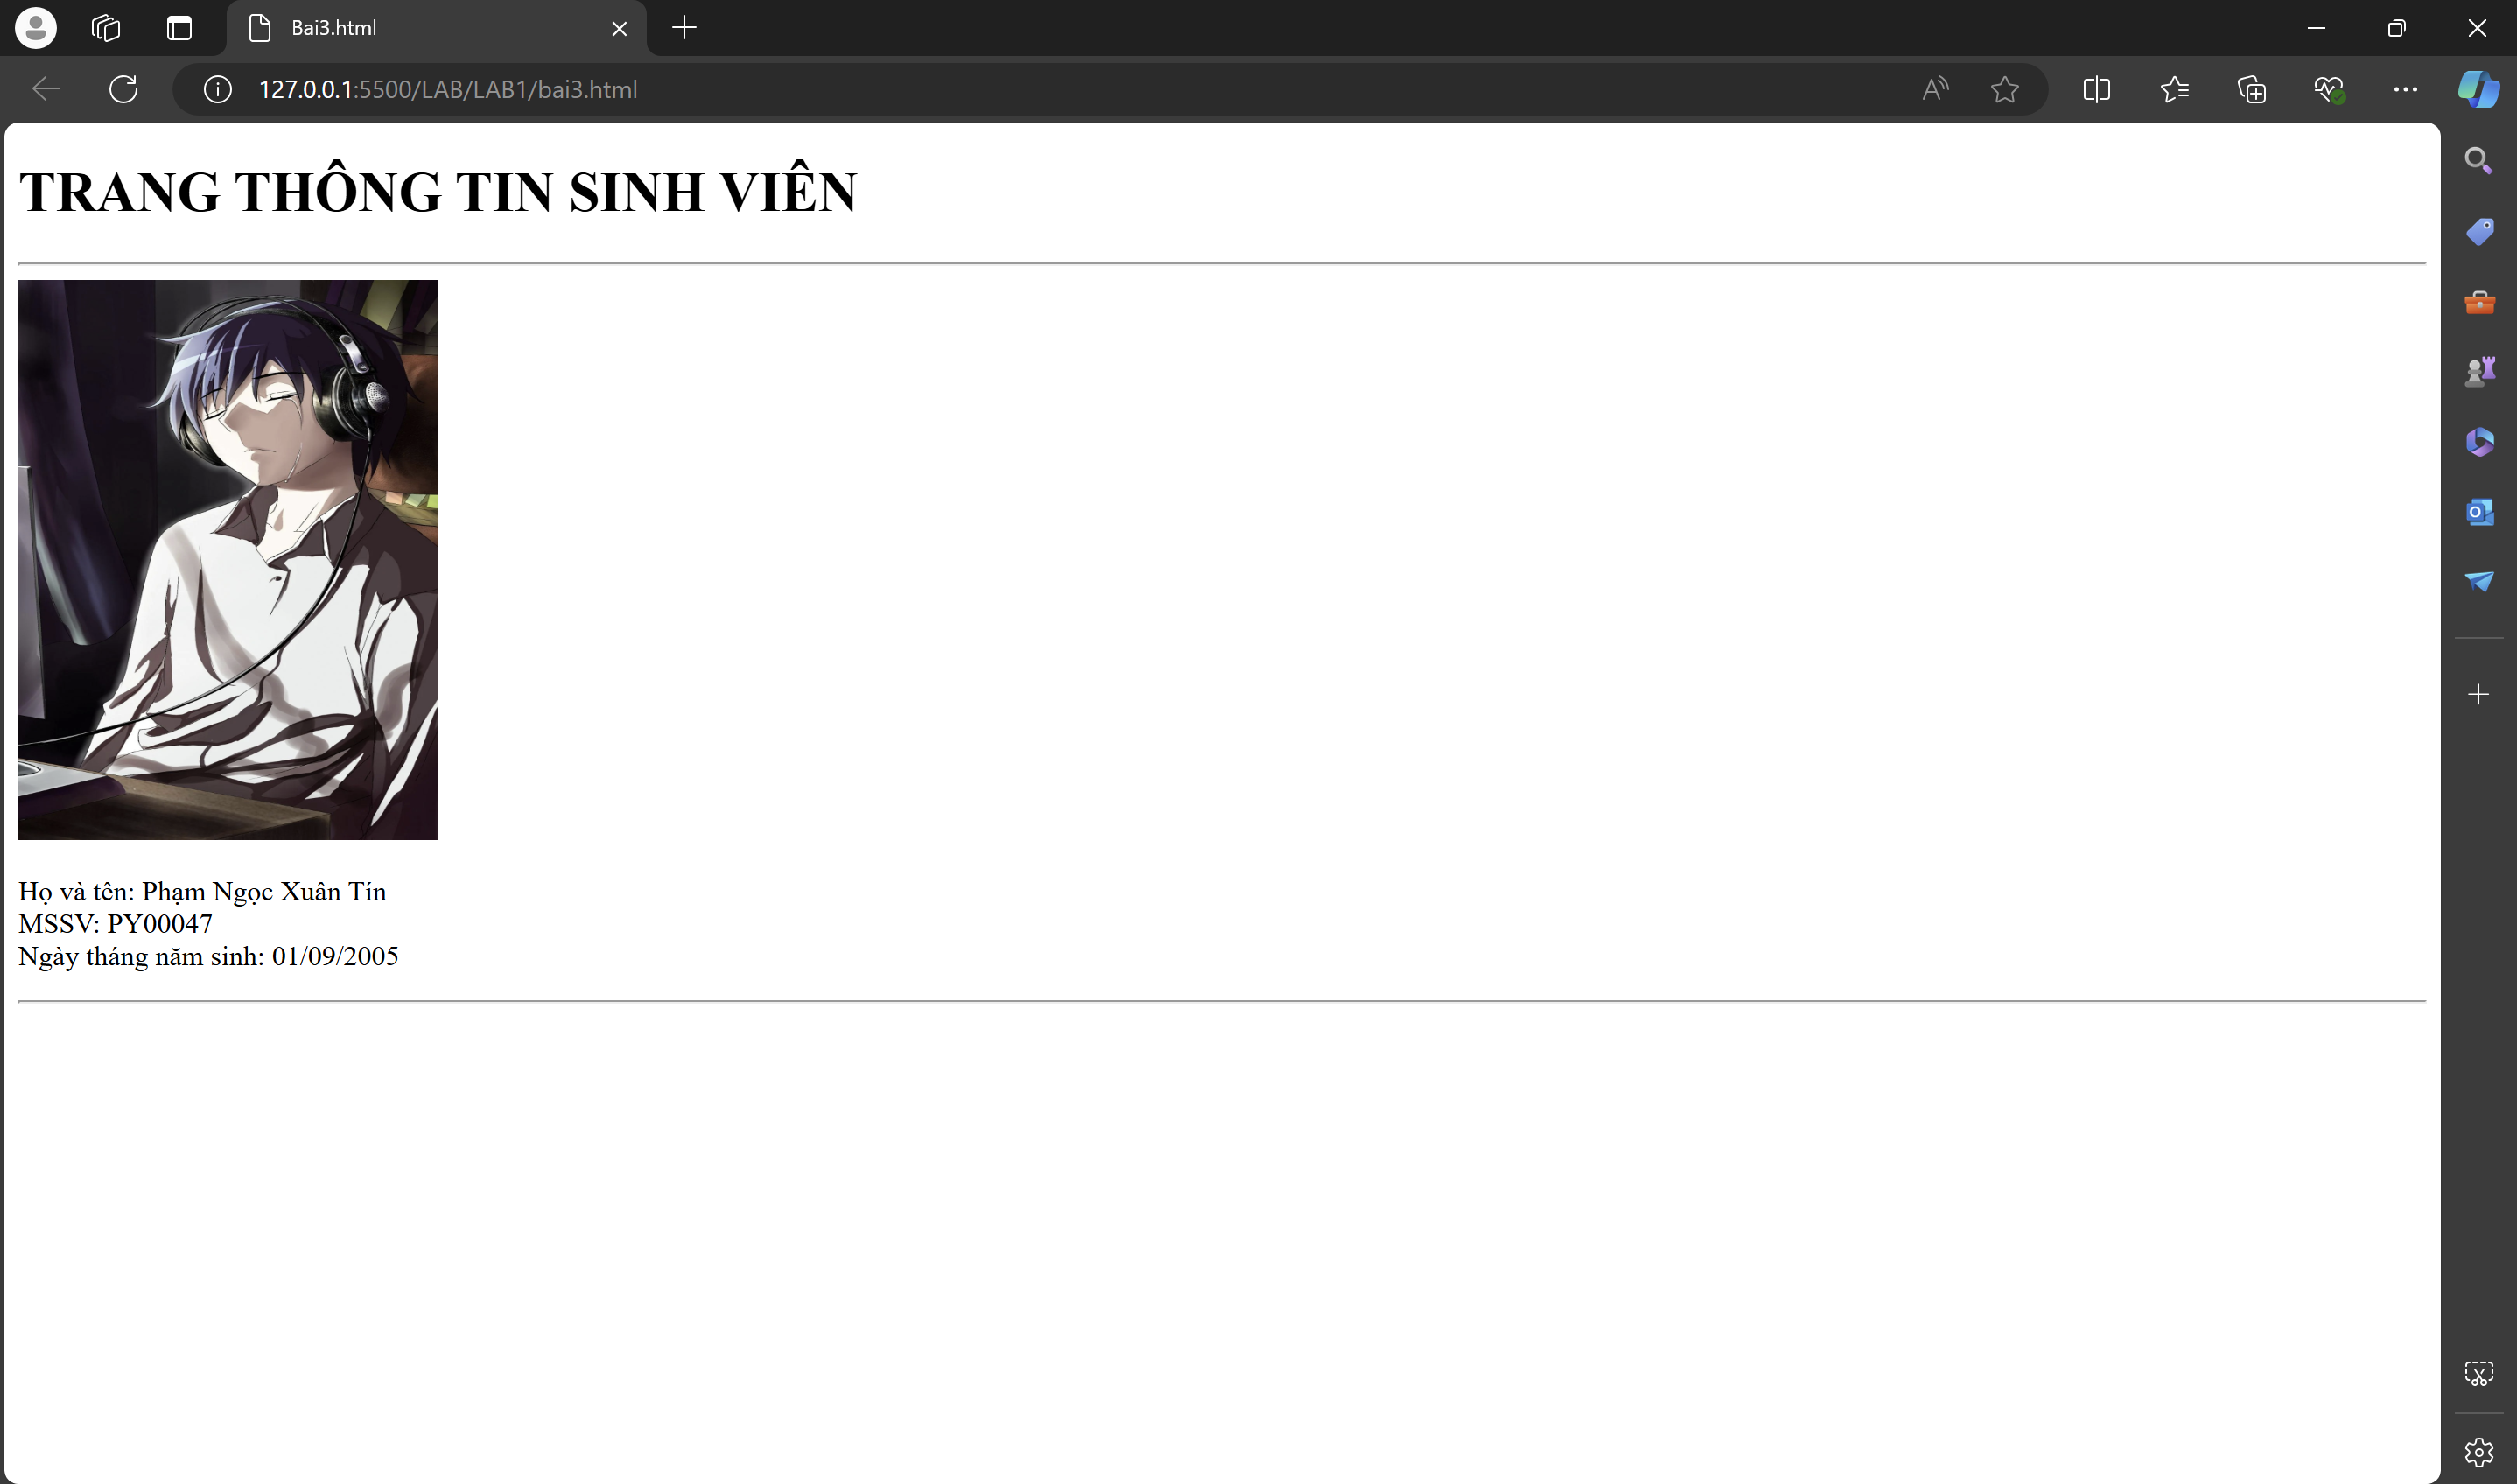 Bai3.html
127.0.0.1:5500/LAB/LAB1/bai3.html
TRANG THÔNG TIN SINH VIÊN
Họ và tên: Phạm Ngọc Xuân Tín
MSSV: PY00047
Ngày tháng năm sinh: 01/09/2005